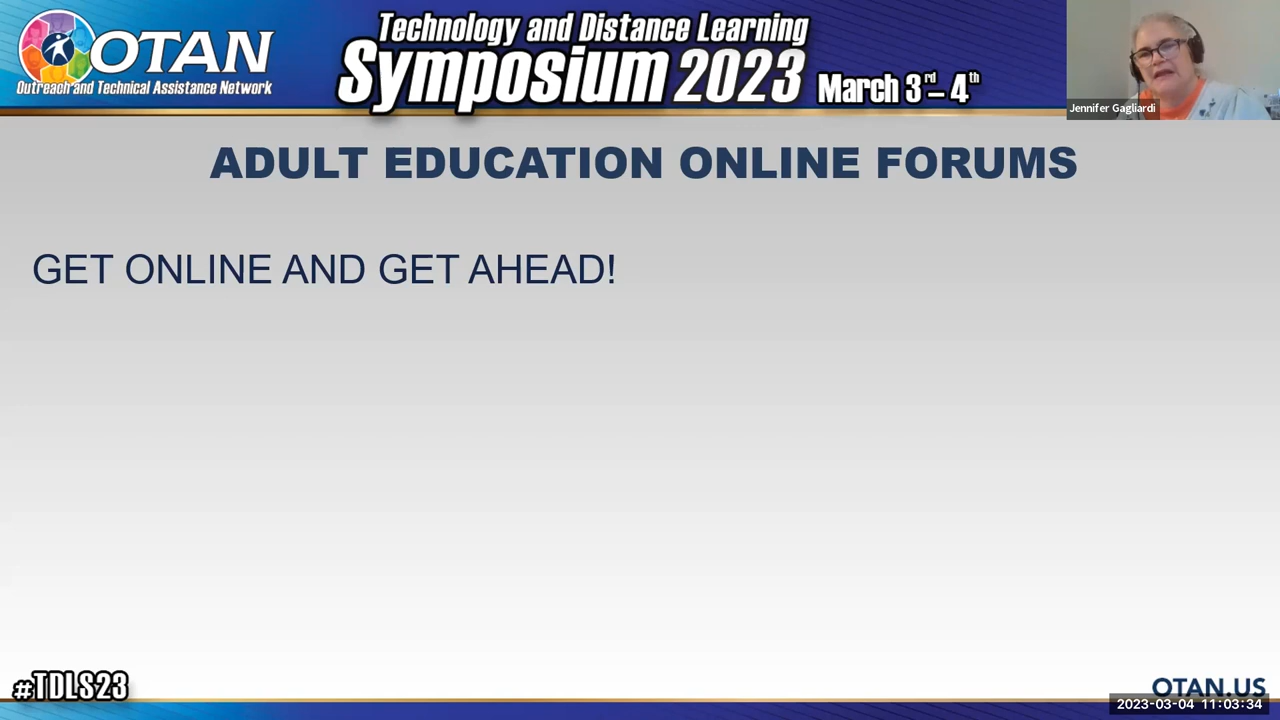 OTAN
Outreach and Technical Assistance Network
Technology and Distance Learning
Symposium 2023 March 3rd – 4th
Jennifer Gagliardi
ADULT EDUCATION ONLINE FORUMS
GET ONLINE AND GET AHEAD!
#TDLS23
OTAN.US
2023-03-04 11:03:34